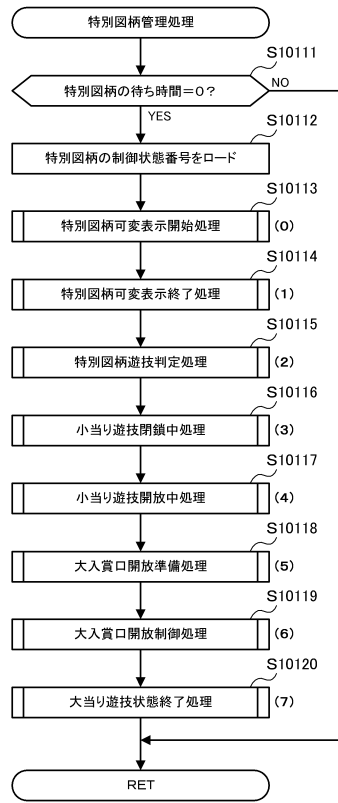 特別図柄管理処理
S10111
特別図柄の待ち時間=0?
NO
YES
S10112
特別図柄の制御状態番号をロード
S10113
特別図柄可変表示開始処理
(0)
S10114
特別図柄可変表示終了処理
(1)
S10115
特別図柄遊技判定処理
(2)
S10116
小当り遊技閉鎖中処理
(3)
S10117
小当り遊技開放中処理
(4)
S10118
大入賞口開放準備処理
(5)
S10119
大入賞口開放制御処理
(6)
S10120
大当り遊技状態終了処理
(7)
RET